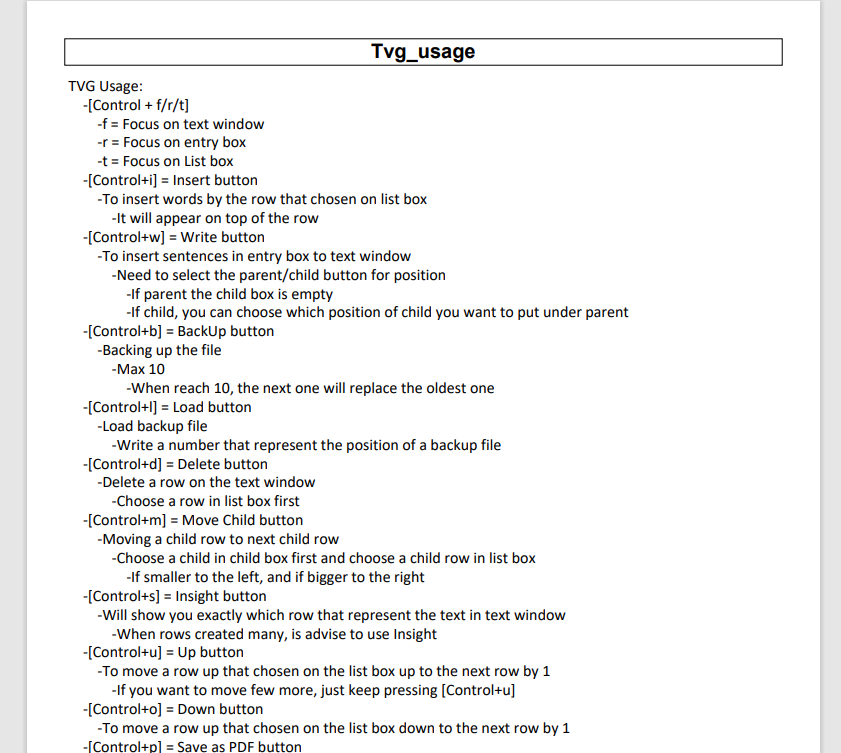 Tvg_usage
TVG Usage:
-[Control + f/r/t]
-f = Focus on text window
-r = Focus on entry box
-t = Focus on List box
-[Control+i] = Insert button
-To insert words by the row that chosen on list box
-It will appear on top of the row
-[Control+w] = Write button
-To insert sentences in entry box to text window
-Need to select the parent/child button for position
-If parent the child box is empty
-If child, you can choose which position of child you want to put under parent
-[Control+b] = BackUp button
-Backing up the file
-Max 10
-When reach 10, the next one will replace the oldest one
-[Control+l] = Load button
-Load backup file
-Write a number that represent the position of a backup file
-[Control+d] = Delete button
-Delete a row on the text window
-Choose a row in list box first
-[Control+m] = Move Child button
-Moving a child row to next child row
-Choose a child in child box first and choose a child row in list box
-If smaller to the left, and if bigger to the right
-[Control+s] = Insight button
-Will show you exactly which row that represent the text in text window
-When rows created many, is advise to use Insight
-[Control+u] = Up button
-To move a row up that chosen on the list box up to the next row by 1
-If you want to move few more, just keep pressing [Control+u]
-[Control+o] = Down button
-To move a row up that chosen on the list box down to the next row by 1
-[Control+p] = Save as PDF button